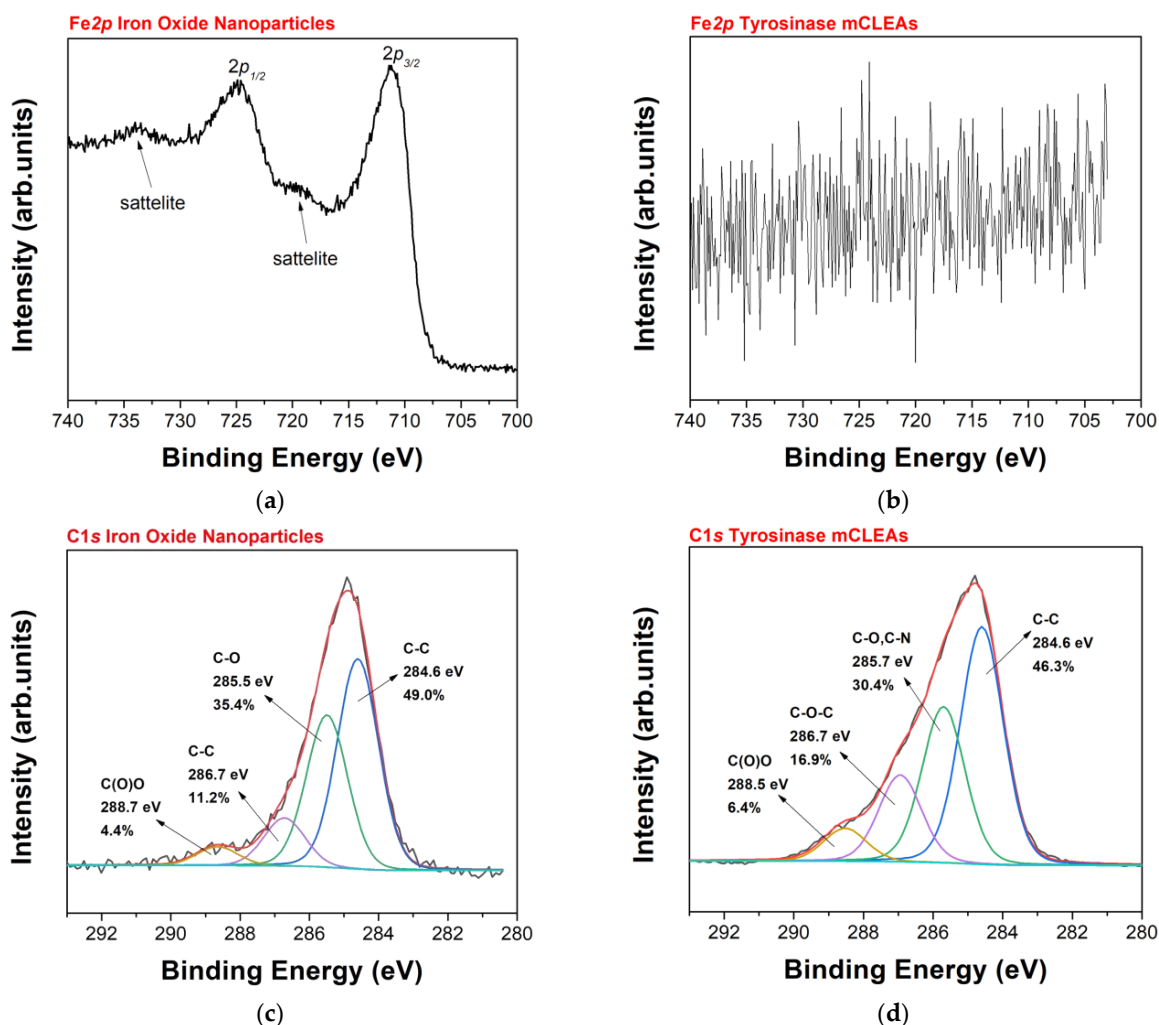 Fe2p Iron Oxide Nanoparticles
Intensity (arb.units)
2p1/2
2p3/2
sattelite
sattelite
740 735 730 725 720 715 710 705 700
Binding Energy (eV)
(a)
Fe2p Tyrosinase mCLEAs
Intensity (arb.units)
740 735 730 725 720 715 710 705 700
Binding Energy (eV)
(b)
C1s Iron Oxide Nanoparticles
Intensity (arb.units)
C-C
284.6 eV
49.0%
C-O
285.5 eV
35.4%
C-C
286.7 eV
11.2%
C(O)O
288.7 eV
4.4%
292 290 288 286 284 282 280
Binding Energy (eV)
(c)
C1s Tyrosinase mCLEAs
Intensity (arb.units)
C-C
284.6 eV
46.3%
C-O,C-N
285.7 eV
30.4%
C-O-C
286.7 eV
16.9%
C(O)O
288.5 eV
6.4%
292 290 288 286 284 282 280
Binding Energy (eV)
(d)